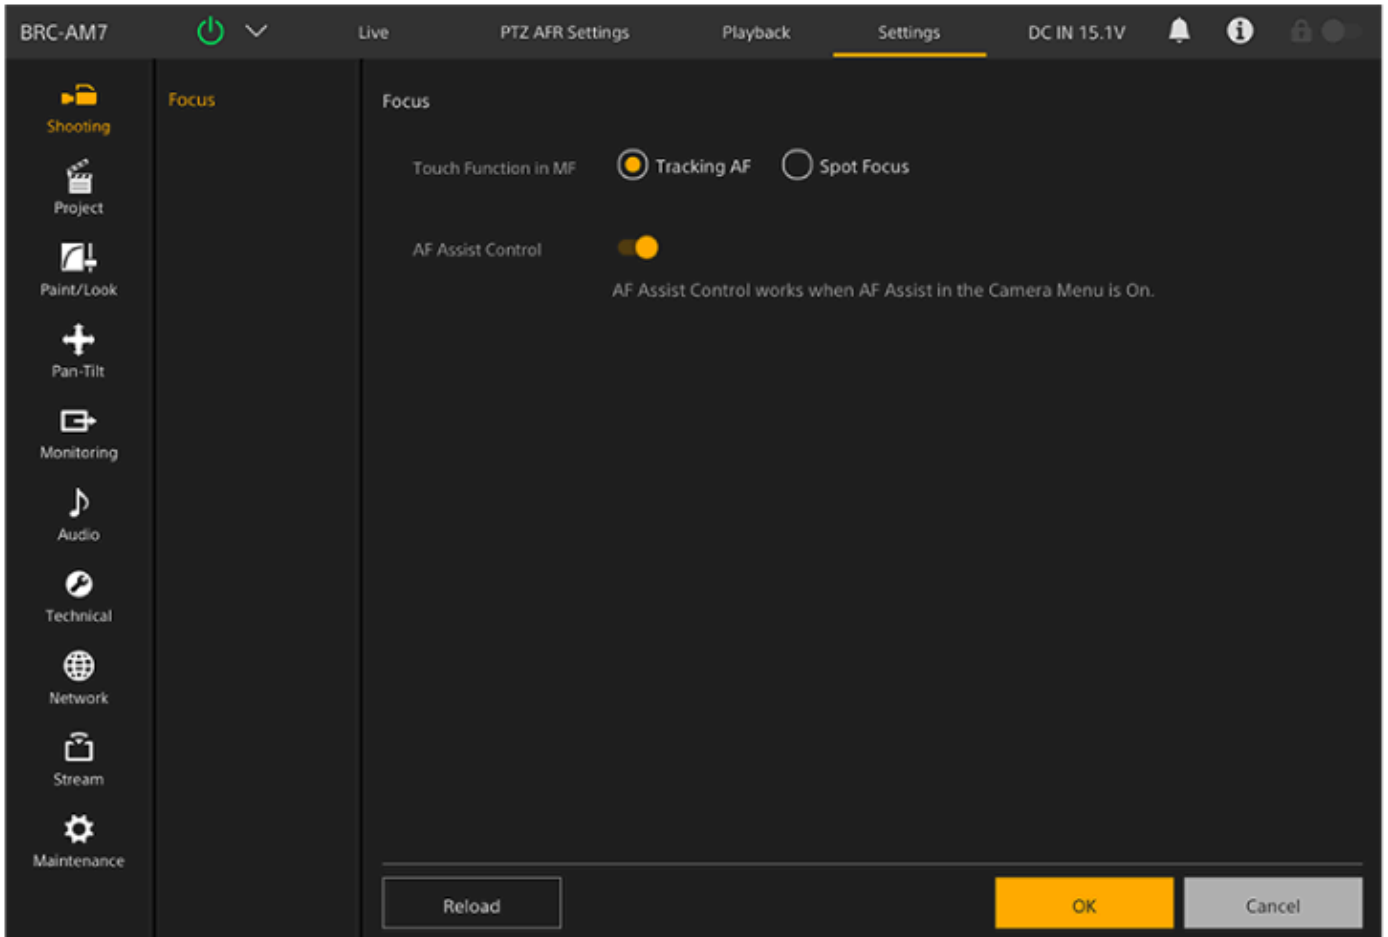 BRC-AM7
Live
PTZ AFR Settings
Playback
Settings
DC IN 15.1V
Shooting
Project
Paint/Look
Pan-Tilt
Monitoring
Audio
Technical
Network
Stream
Maintenance
Focus
Focus
Touch Function in MF
Tracking AF
Spot Focus
AF Assist Control
AF Assist Control works when AF Assist in the Camera Menu is On.
Reload
OK
Cancel